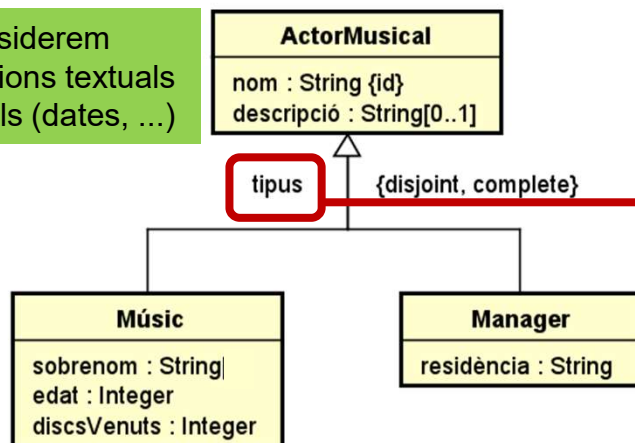 siderem
ions textuals
ls (dates, ...)
ActorMusical
nom : String {id}
descripció : String[0..1]
tipus
{disjoint, complete}
Músic
sobrenom : String
edat : Integer
discsVenuts : Integer
Manager
residència : String